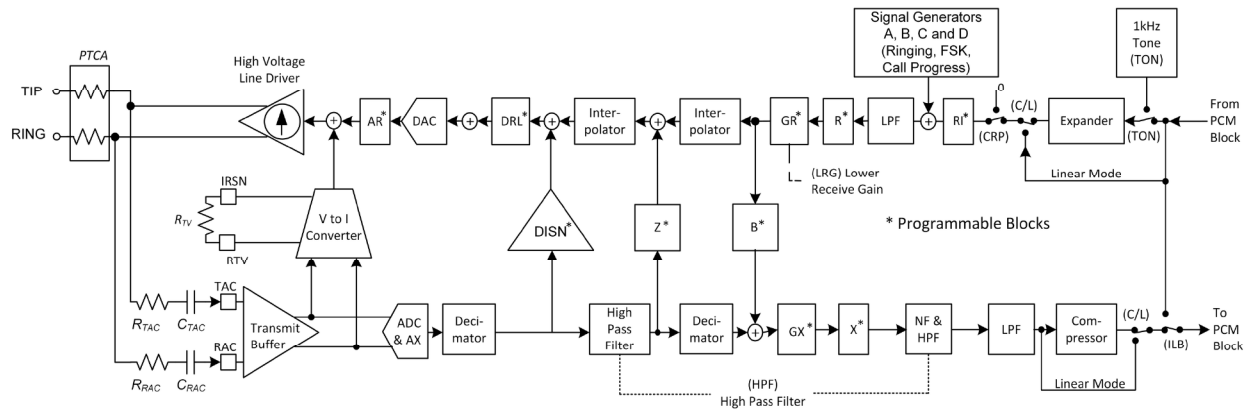 Signal Generators
A, B, C and D
(Ringing, FSK,
Call Progress)
1kHz
Tone
(TON)
PTCA
High Voltage
Line Driver
TIP
RING
AR*
DAC
DRL*
Inter-
polator
Inter-
polator
GR*
R*
LPF
RI*
(C/L)
(CRP)
Expander
(TON)
From
PCM
Block
Linear Mode
(LRG) Lower
Receive Gain
IRSN
RTV
V to I
Converter
RTV
DISN*
Z*
B*
* Programmable Blocks
TAC
RTAC
CTAC
RAC
RRAC
CRAC
Transmit
Buffer
ADC
& AX
Deci-
mator
High
Pass
Filter
Deci-
mator
GX*
X*
NF &
HPF
LPF
Com-
pressor
(C/L)
(ILB)
To
PCM
Block
Linear Mode
(HPF)
High Pass Filter